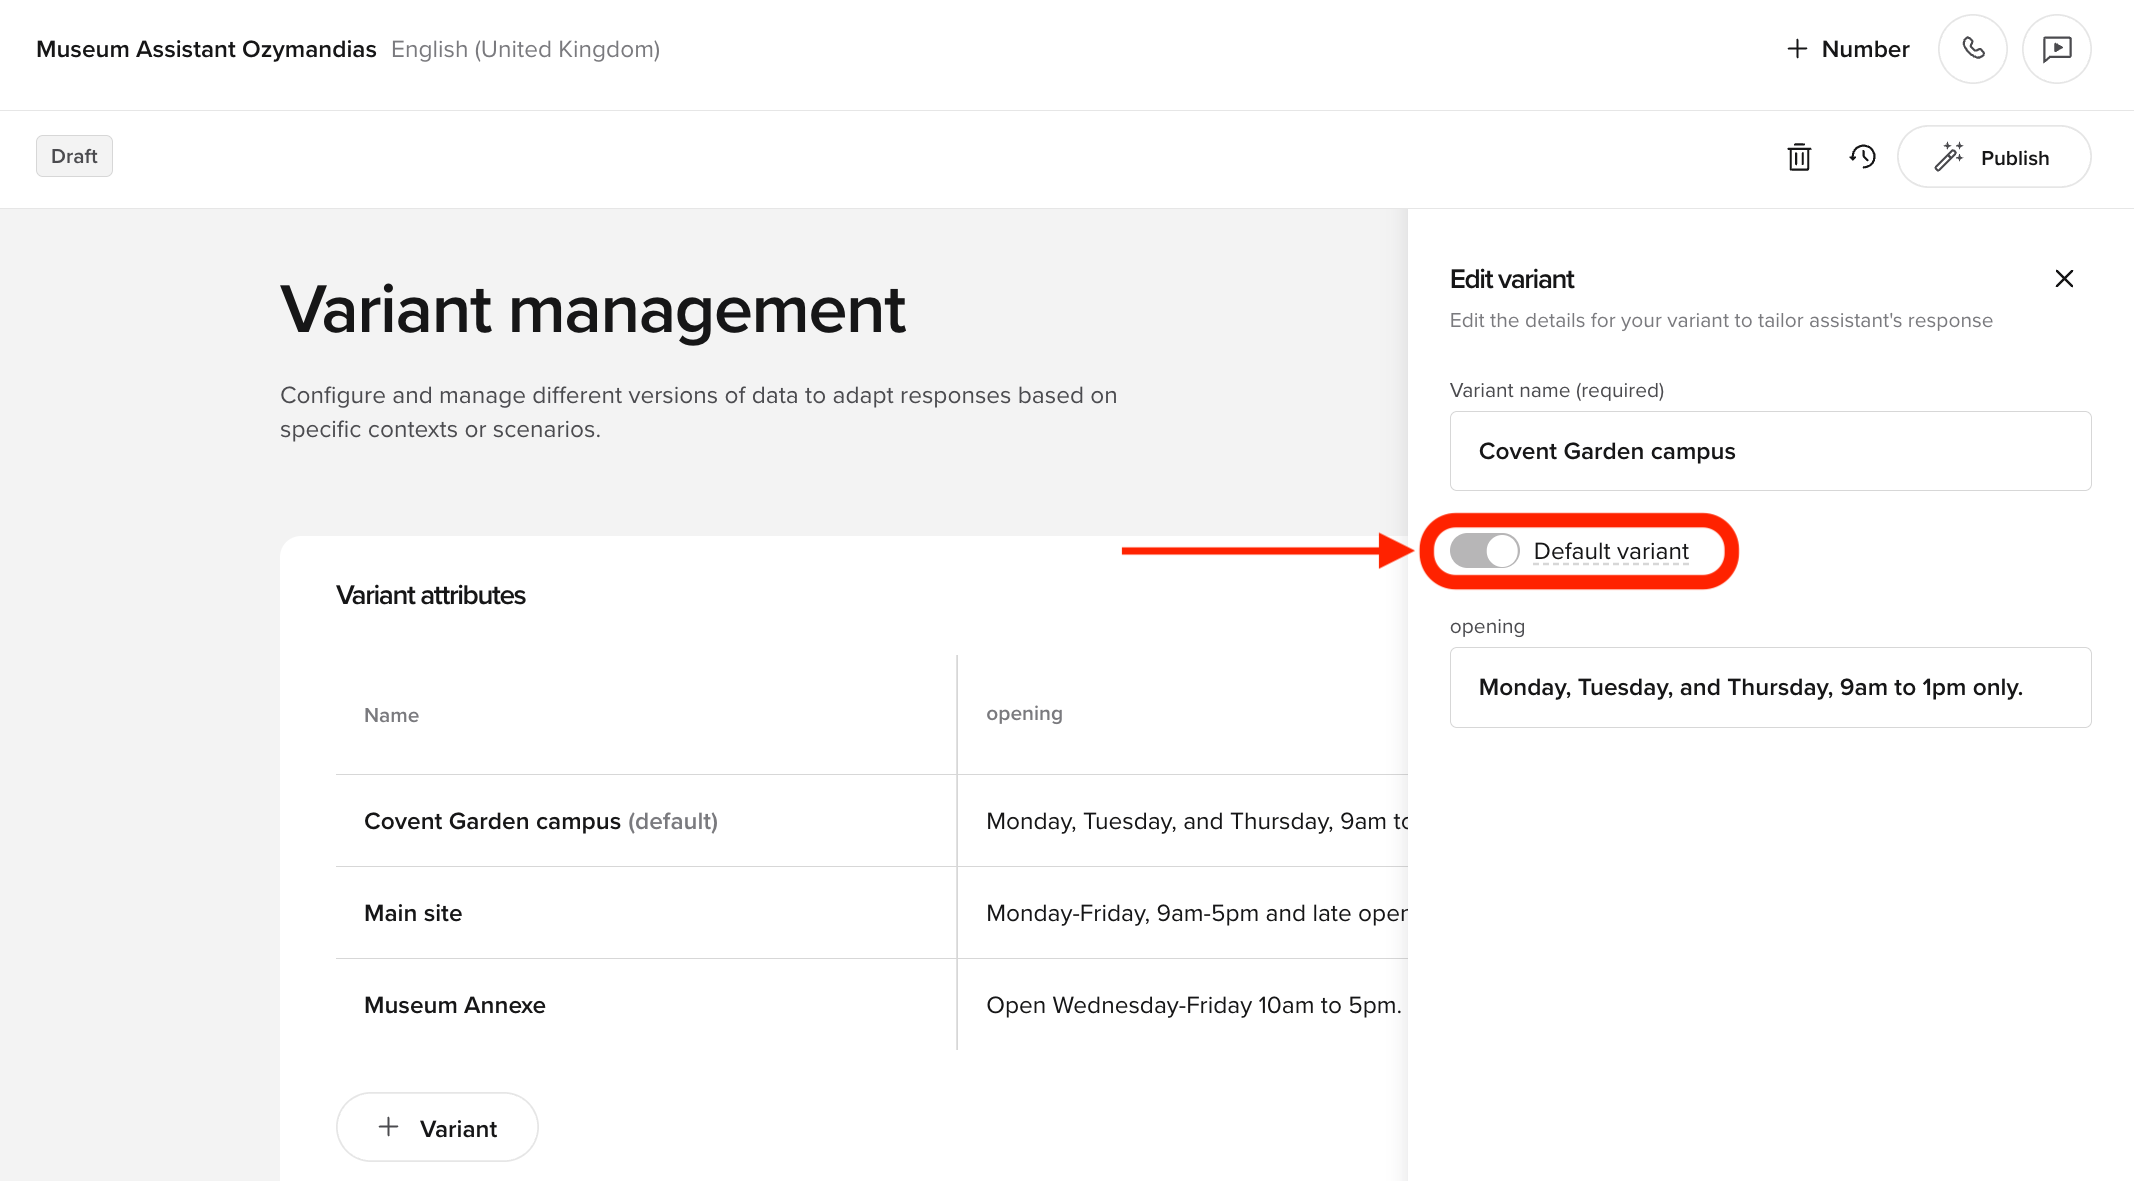 Museum Assistant Ozymandias English (United Kingdom)
Number
Draft
Publish
Variant management
Configure and manage different versions of data to adapt responses based on
specific contexts or scenarios.
Variant attributes
Name opening
Covent Garden campus (default) Monday, Tuesday, and Thursday, 9am to
Main site Monday-Friday, 9am-5pm and late oper
Museum Annexe Open Wednesday-Friday 10am to 5pm.
Variant
Edit variant
Edit the details for your variant to tailor assistant's response
Variant name (required)
Covent Garden campus
Default variant
opening
Monday, Tuesday, and Thursday, 9am to 1pm only.